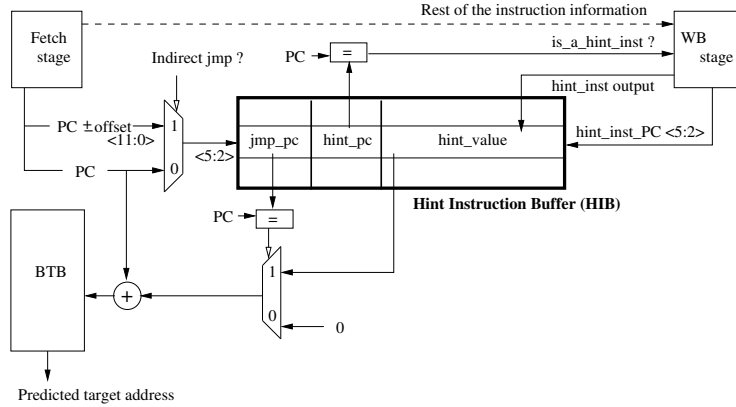 Rest of the instruction information
Fetch
stage
WB
stage
PC
=
is_a_hint_inst ?
Indirect jmp ?
hint_inst output
PC ±offset
<11:0>
1
jmp_pc
hint_pc
hint_value
hint_inst_PC <5:2>
<5:2>
PC
0
Hint Instruction Buffer (HIB)
PC
=
BTB
1
+
0
0
Predicted target address